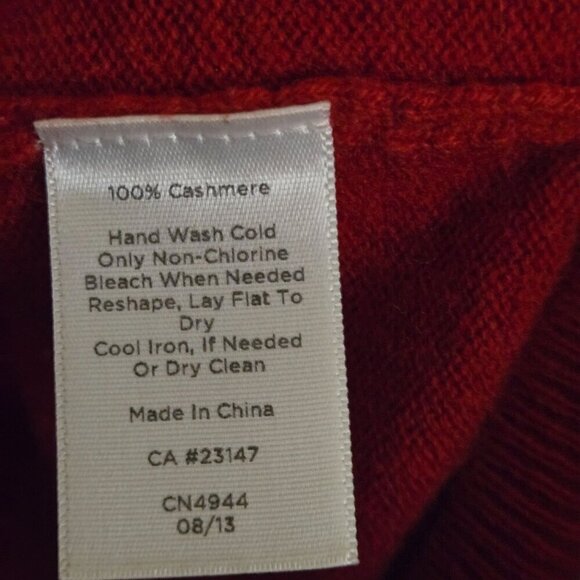 100% Cashmere
Hand Wash Cold
Only Non-Chlorine
Bleach When Needed
Reshape, Lay Flat To
Dry
Cool Iron, If Needed
Or Dry Clean
Made In China
CA #23147
CN4944
08/13